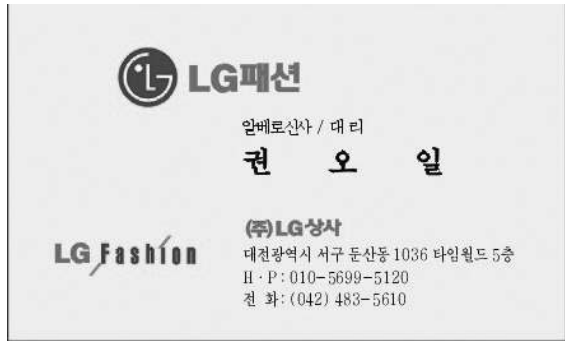 LG패션
알베로신사 / 대리
권 오 일
(주)LG상사
LG Fashion
대전광역시 서구 둔산동 1036 타임월드 5층
H · P : 010-5699-5120
전 화 : (042) 483-5610